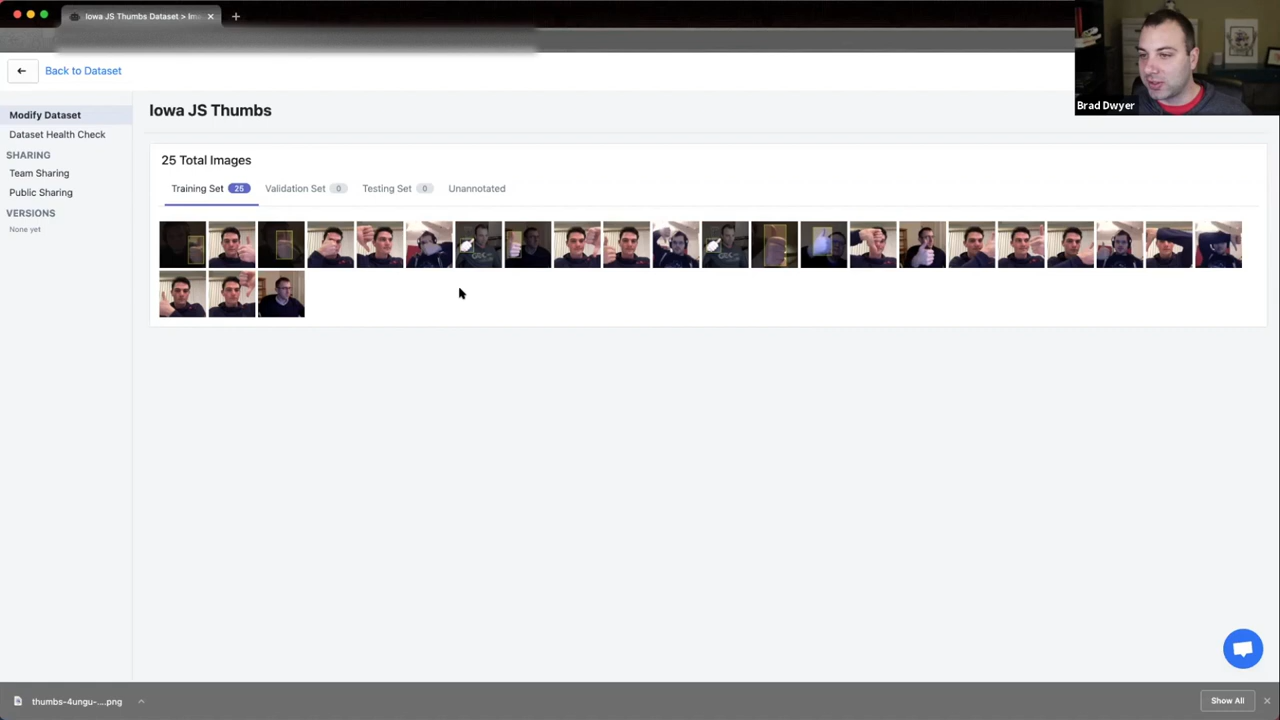 Iowa JS Thumbs Dataset > Im
Back to Dataset
Brad Dwyer
Modify Dataset
Dataset Health Check
SHARING
Team Sharing
Public Sharing
VERSIONS
None yet
Iowa JS Thumbs
25 Total Images
Training Set 25 Validation Set 0 Testing Set 0 Unannotated
thumbs-4ungu-....png
Show All